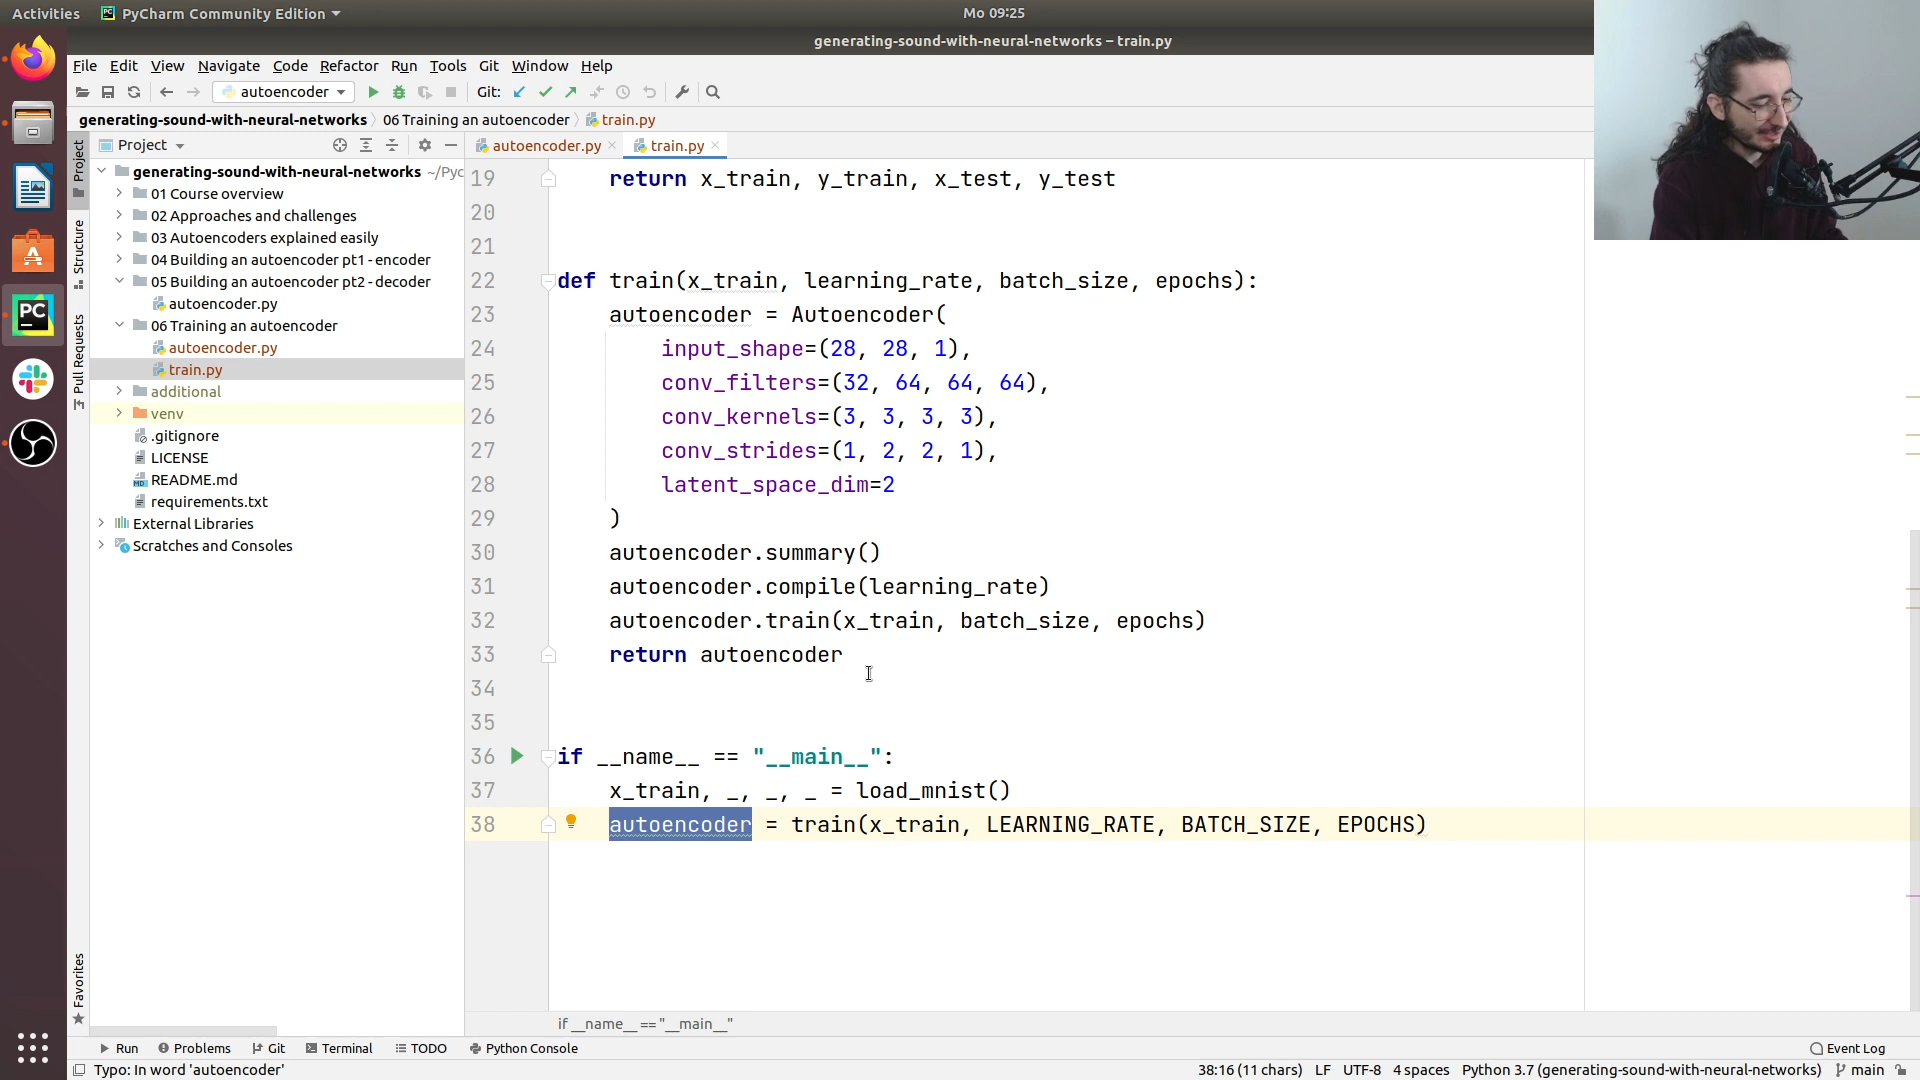 Activities PyCharm Community Edition Mo 09:25
generating-sound-with-neural-networks – train.py
File Edit View Navigate Code Refactor Run Tools Git Window Help
autoencoder Git:
generating-sound-with-neural-networks 06 Training an autoencoder train.py
Project
autoencoder.py train.py
Project
Structure
Pull Requests
Favorites
generating-sound-with-neural-networks ~/Pyc
01 Course overview
02 Approaches and challenges
03 Autoencoders explained easily
04 Building an autoencoder pt1 - encoder
05 Building an autoencoder pt2 - decoder
autoencoder.py
06 Training an autoencoder
autoencoder.py
train.py
additional
venv
.gitignore
LICENSE
README.md
requirements.txt
External Libraries
Scratches and Consoles
19 return x_train, y_train, x_test, y_test
20
21
22 def train(x_train, learning_rate, batch_size, epochs):
23 autoencoder = Autoencoder(
24 input_shape=(28, 28, 1),
25 conv_filters=(32, 64, 64, 64),
26 conv_kernels=(3, 3, 3, 3),
27 conv_strides=(1, 2, 2, 1),
28 latent_space_dim=2
29 )
30 autoencoder.summary()
31 autoencoder.compile(learning_rate)
32 autoencoder.train(x_train, batch_size, epochs)
33 return autoencoder
34
35
36 if __name__ == "__main__":
37 x_train, _, _, _ = load_mnist()
38 autoencoder = train(x_train, LEARNING_RATE, BATCH_SIZE, EPOCHS)
if __name__ == "__main__"
Run Problems Git Terminal TODO Python Console Event Log
Typo: In word 'autoencoder' 38:16 (11 chars) LF UTF-8 4 spaces Python 3.7 (generating-sound-with-neural-networks) main